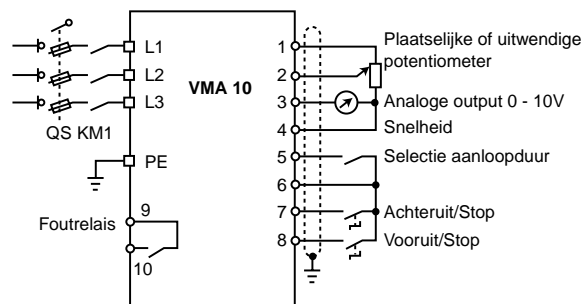 L1
L2
L3
QS KM1
PE
Foutrelais
9
10
VMA 10
1
2
3
4
5
6
7
8
Plaatselijke of uitwendige
potentiometer
Analoge output 0 - 10V
Snelheid
Selectie aanloopduur
Achteruit/Stop
Vooruit/Stop